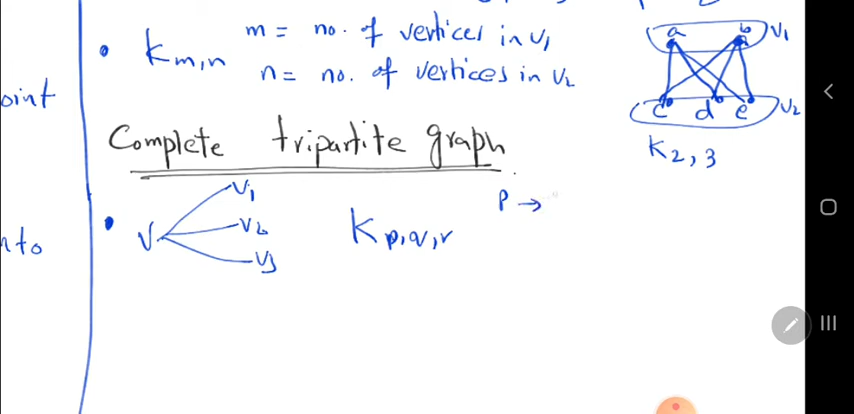 • Km,n m = no. of vertices in V1
n = no. of vertices in V2
a b V1
c d e V2
K2,3
oint
Complete tripartite graph.
nto
• V V1 V2 V3
Kp,q,r
P →